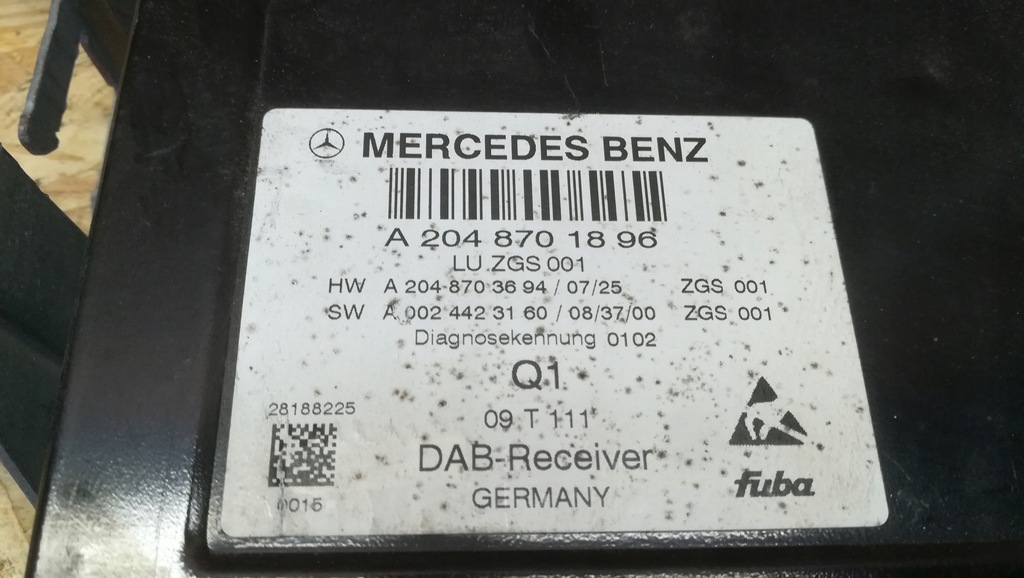 MERCEDES BENZ
A 204 870 18 96
LU ZGS 001
HW A 204 870 36 94 / 07/25 ZGS 001
SW A 002 442 31 60 / 08/37/00 ZGS 001
Diagnosekennung 0102
Q1
28188225
09 T 111
DAB-Receiver
0015
GERMANY
fuba